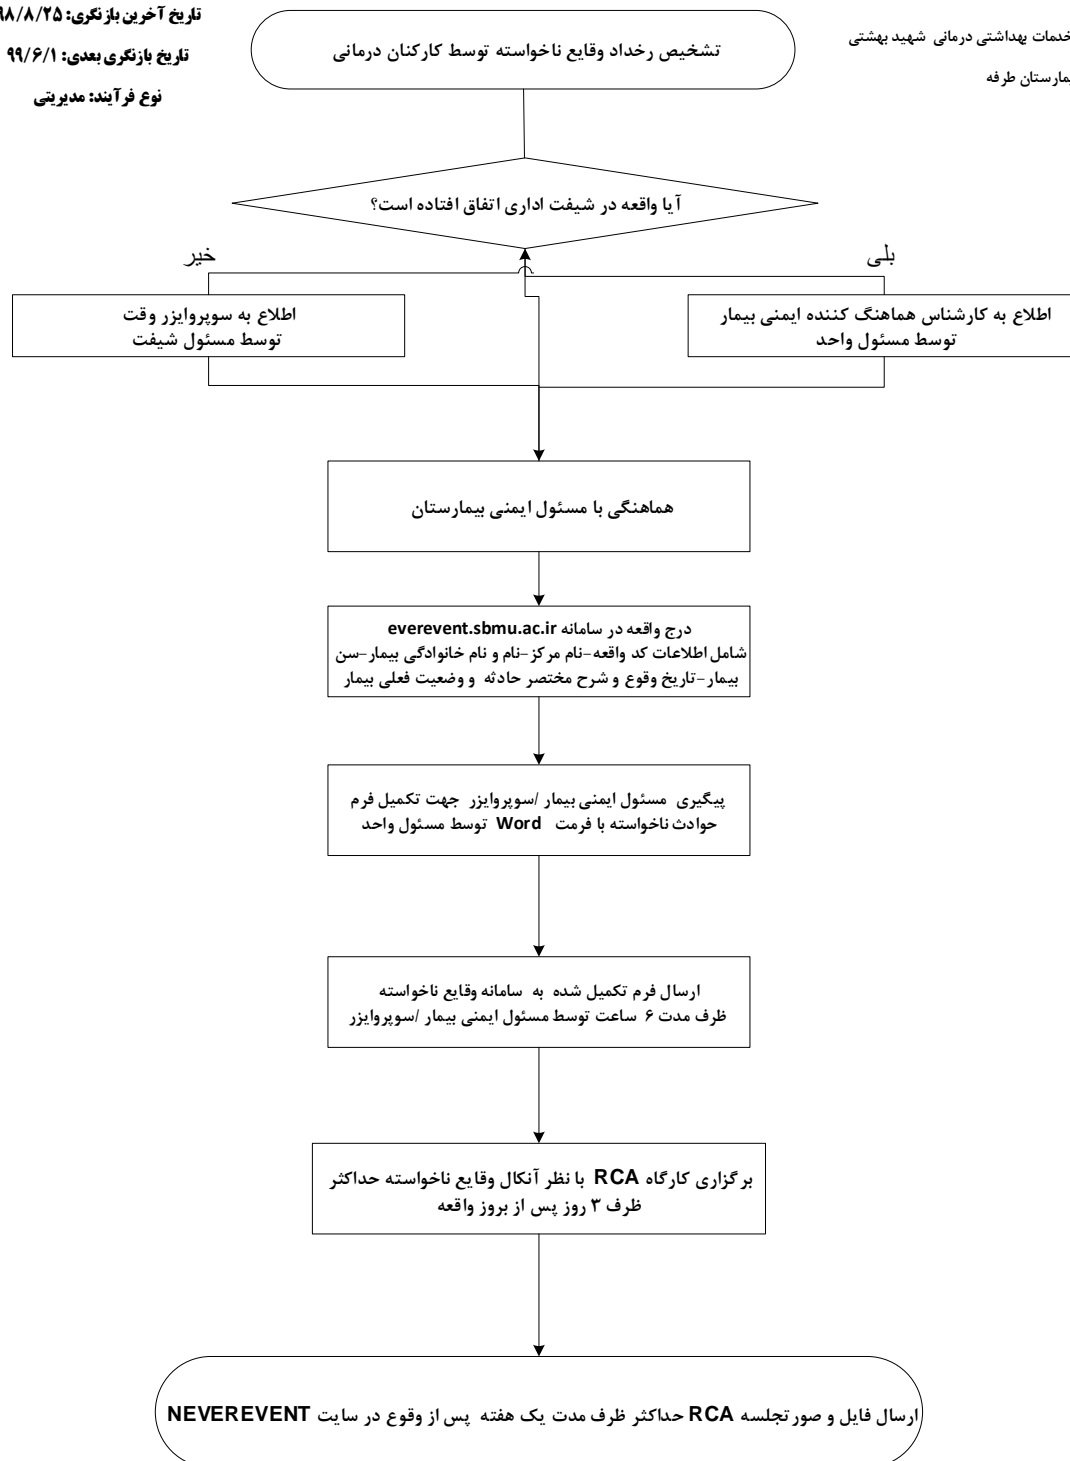 خدمات بهداشتی درمانی شهید بهشتی
بیمارستان طرفه
تاریخ آخرین بازنگری: ۹۸/۸/۲۵
تاریخ بازنگری بعدی: ۹۹/۶/۱
نوع فرآیند: مدیریتی
تشخیص رخداد وقایع ناخواسته توسط کارکنان درمانی
آیا واقعه در شیفت اداری اتفاق افتاده است؟
بلی
خیر
اطلاع به کارشناس هماهنگ کننده ایمنی بیمار
توسط مسئول واحد
اطلاع به سوپروایزر وقت
توسط مسئول شیفت
هماهنگی با مسئول ایمنی بیمارستان
درج واقعه در سامانه everevent.sbmu.ac.ir
شامل اطلاعات کد واقعه-نام مرکز-نام و نام خانوادگی بیمار-سن
بیمار-تاریخ وقوع و شرح مختصر حادثه و وضعیت فعلی بیمار
پیگیری مسئول ایمنی بیمار /سوپروایزر جهت تکمیل فرم
حوادث ناخواسته با فرمت Word توسط مسئول واحد
ارسال فرم تکمیل شده به سامانه وقایع ناخواسته
ظرف مدت ۶ ساعت توسط مسئول ایمنی بیمار /سوپروایزر
برگزاری کارگاه RCA با نظر آنکال وقایع ناخواسته حداکثر
ظرف ۳ روز پس از بروز واقعه
ارسال فایل و صورتجلسه RCA حداکثر ظرف مدت یک هفته پس از وقوع در سایت NEVEREVENT